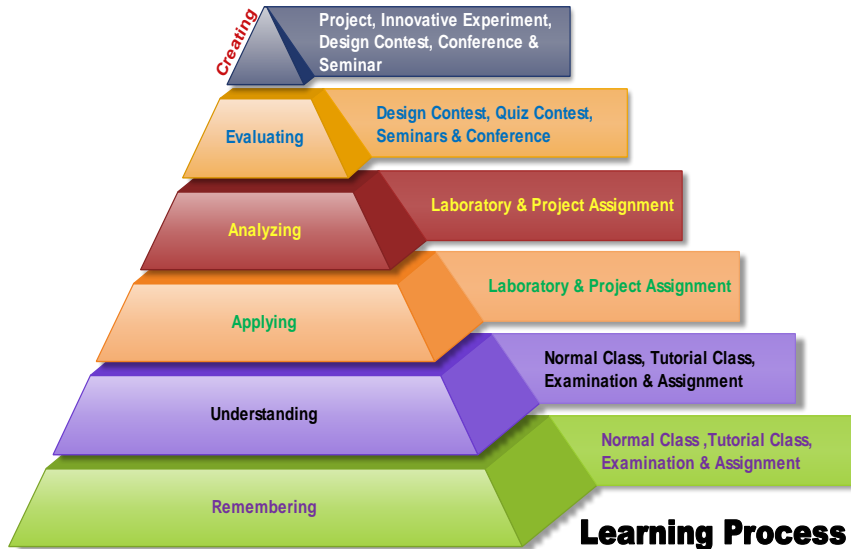 Creating
Project, Innovative Experiment,
Design Contest, Conference &
Seminar
Evaluating
Design Contest, Quiz Contest,
Seminars & Conference
Analyzing
Laboratory & Project Assignment
Applying
Laboratory & Project Assignment
Understanding
Normal Class, Tutorial Class,
Examination & Assignment
Remembering
Normal Class ,Tutorial Class,
Examination & Assignment
Learning Process